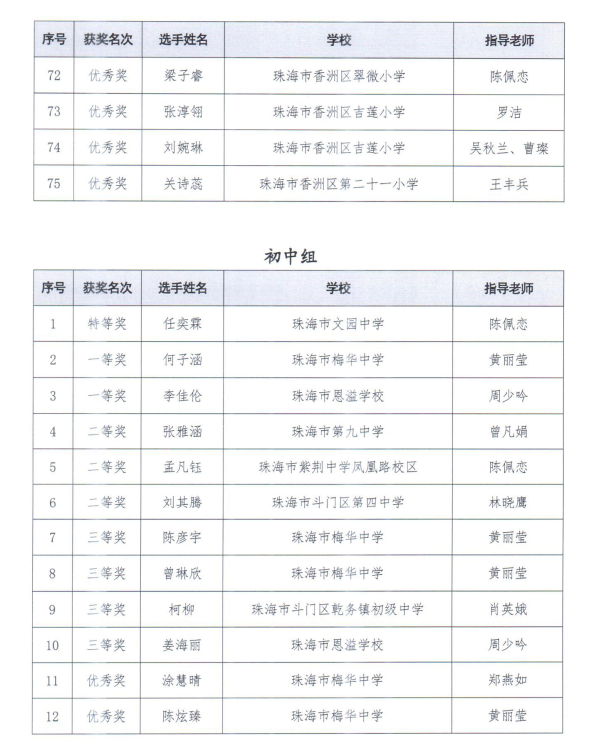 序号 获奖名次 选手姓名 学校 指导老师
72 优秀奖 梁子睿 珠海市香洲区翠微小学 陈佩恋
73 优秀奖 张淳翎 珠海市香洲区吉莲小学 罗洁
74 优秀奖 刘婉琳 珠海市香洲区吉莲小学 吴秋兰、曹璨
75 优秀奖 关诗蕊 珠海市香洲区第二十一小学 王丰兵
初中组
序号 获奖名次 选手姓名 学校 指导老师
1 特等奖 任奕霖 珠海市文园中学 陈佩恋
2 一等奖 何子涵 珠海市梅华中学 黄丽莹
3 一等奖 李佳伦 珠海市恩溢学校 周少吟
4 二等奖 张雅涵 珠海市第九中学 曾凡娟
5 二等奖 孟凡钰 珠海市紫荆中学凤凰路校区 陈佩恋
6 二等奖 刘其腾 珠海市斗门区第四中学 林晓鹰
7 三等奖 陈彦宇 珠海市梅华中学 黄丽莹
8 三等奖 曾琳欣 珠海市梅华中学 黄丽莹
9 三等奖 柯柳 珠海市斗门区乾务镇初级中学 肖英娥
10 三等奖 姜海丽 珠海市恩溢学校 周少吟
11 优秀奖 涂慧晴 珠海市梅华中学 郑燕如
12 优秀奖 陈炫臻 珠海市梅华中学 黄丽莹